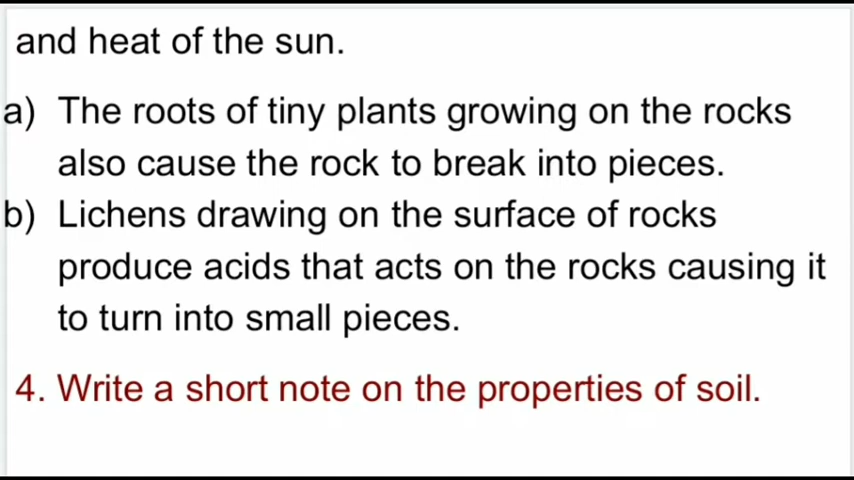 and heat of the sun.
a) The roots of tiny plants growing on the rocks
also cause the rock to break into pieces.
b) Lichens drawing on the surface of rocks
produce acids that acts on the rocks causing it
to turn into small pieces.
4. Write a short note on the properties of soil.